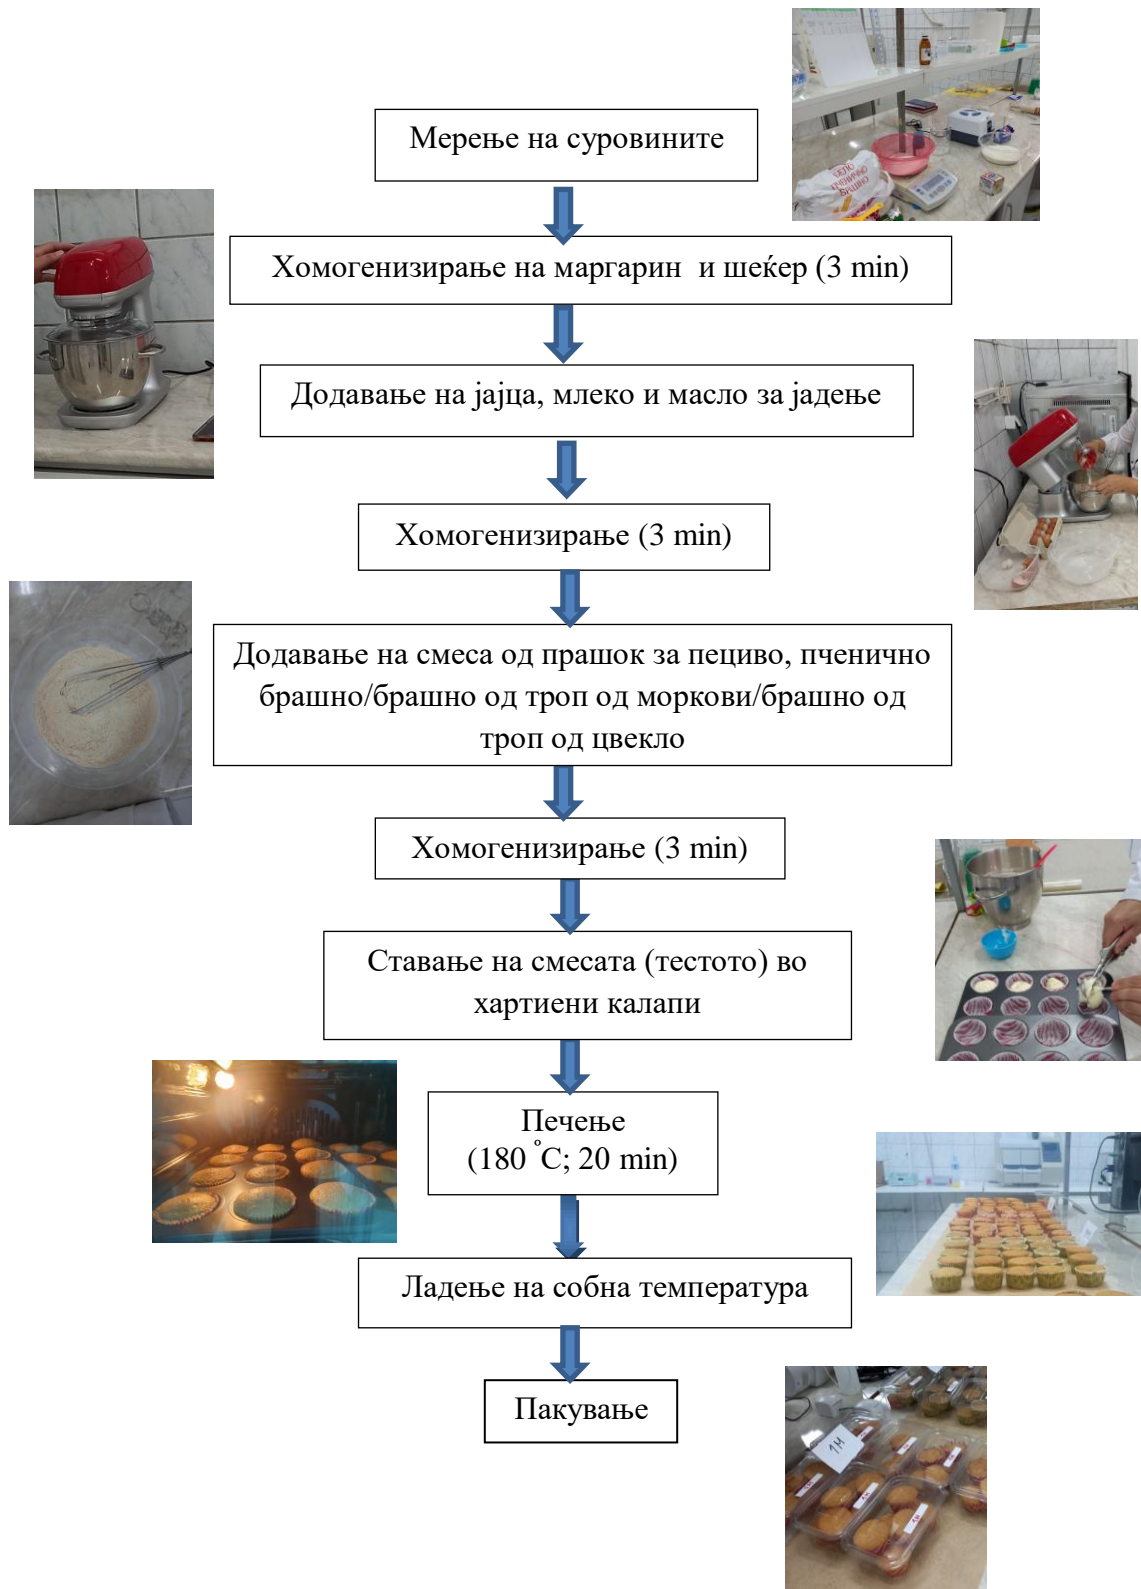 Мерење на суровините
Хомогенизирање на маргарин и шеќер (3 min)
Додавање на јајца, млеко и масло за јадење
Хомогенизирање (3 min)
Додавање на смеса од прашок за пециво, пченично
брашно/брашно од троп од моркови/брашно од
троп од цвекло
Хомогенизирање (3 min)
Ставање на смесата (тестото) во
хартиени калапи
Печење
(180 °C; 20 min)
Ладење на собна температура
Пакување